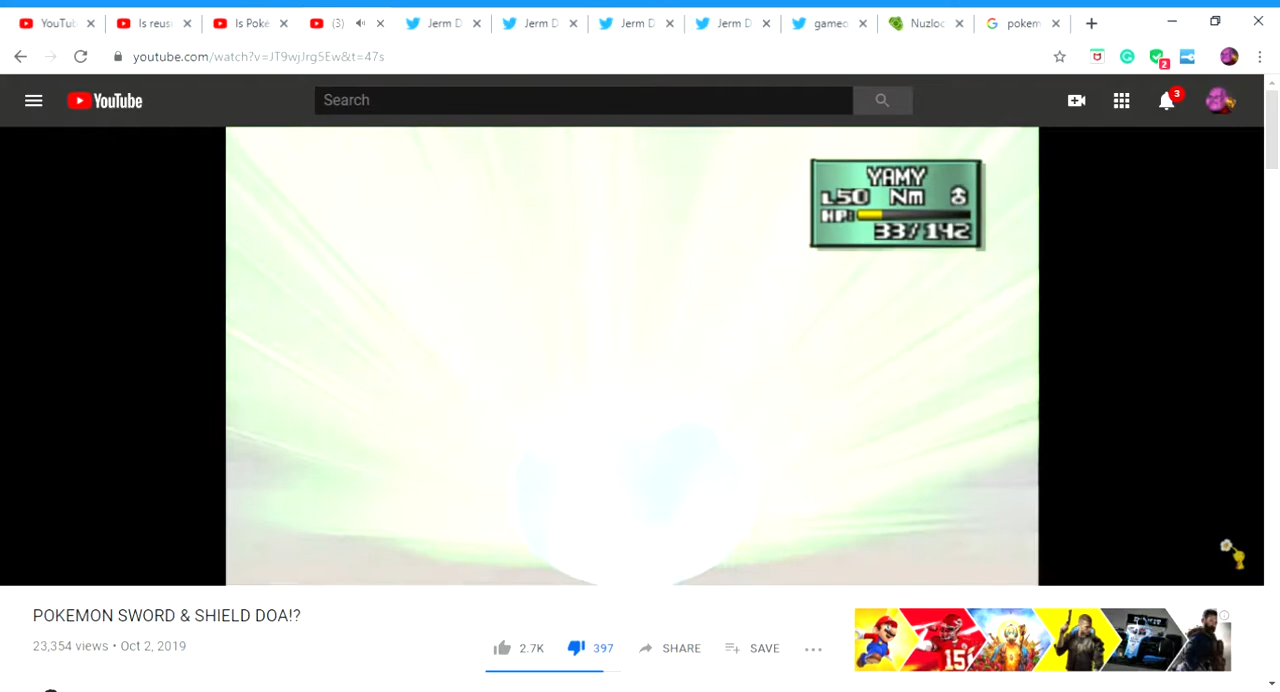 YouTub
Is reus
Is Poké
(3)
Jerm D
Jerm D
Jerm D
Jerm D
gameo
Nuzloc
pokem
youtube.com/watch?v=JT9wjJrgSEw&t=47s
2
YouTube
Search
3
YAMY
L50 Nm
HP:
33/142
POKEMON SWORD & SHIELD DOA!?
23,354 views • Oct 2, 2019
2.7K
397
SHARE
SAVE
15